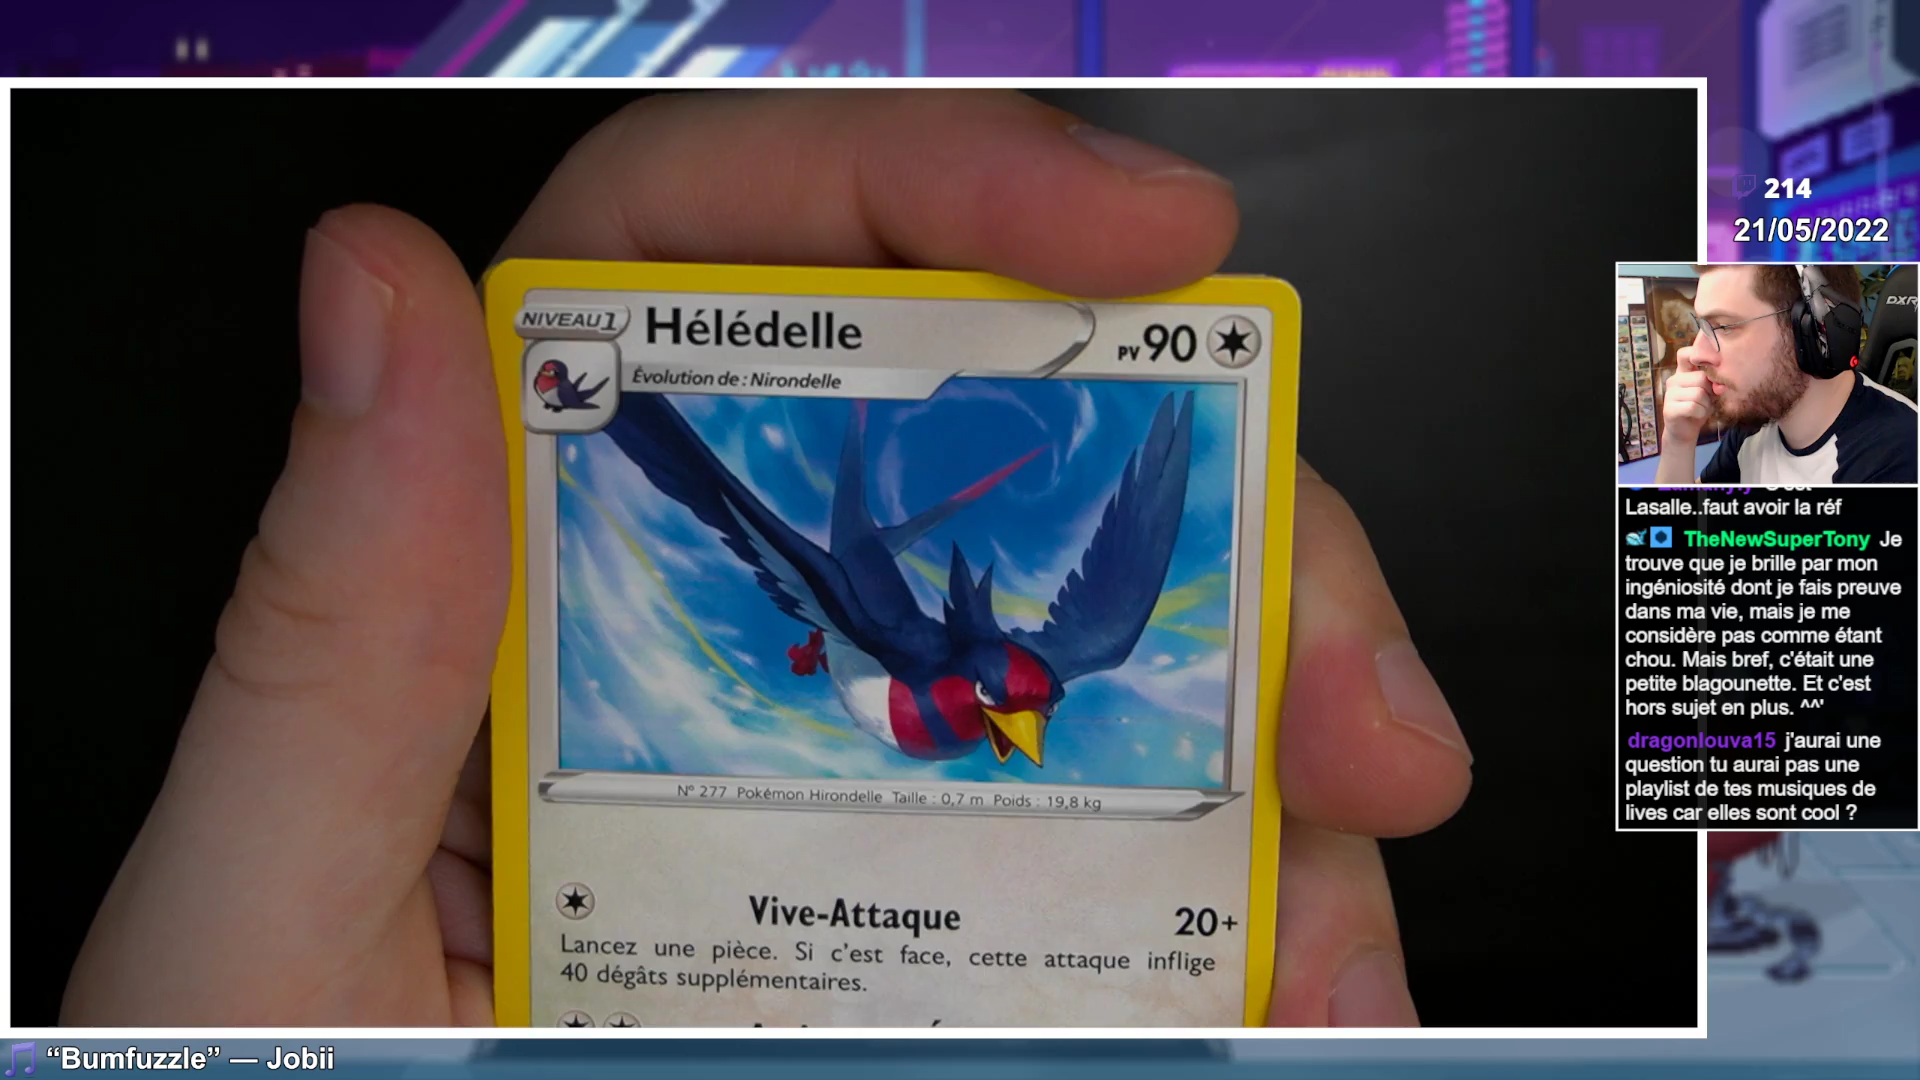 214
21/05/2022
DXR
NIVEAU 1
Hélédelle
PV 90
Évolution de : Nirondelle
N° 277 Pokémon Hirondelle Taille : 0,7 m Poids : 19,8 kg
Vive-Attaque
20+
Lancez une pièce. Si c'est face, cette attaque inflige
40 dégâts supplémentaires.
Lasalle..faut avoir la réf
TheNewSuperTony Je
trouve que je brille par mon
ingéniosité dont je fais preuve
dans ma vie, mais je me
considère pas comme étant
chou. Mais bref, c'était une
petite blagounette. Et c'est
hors sujet en plus. ^^'
dragonlouva15 j'aurai une
question tu aurai pas une
playlist de tes musiques de
lives car elles sont cool ?
“Bumfuzzle” — Jobii